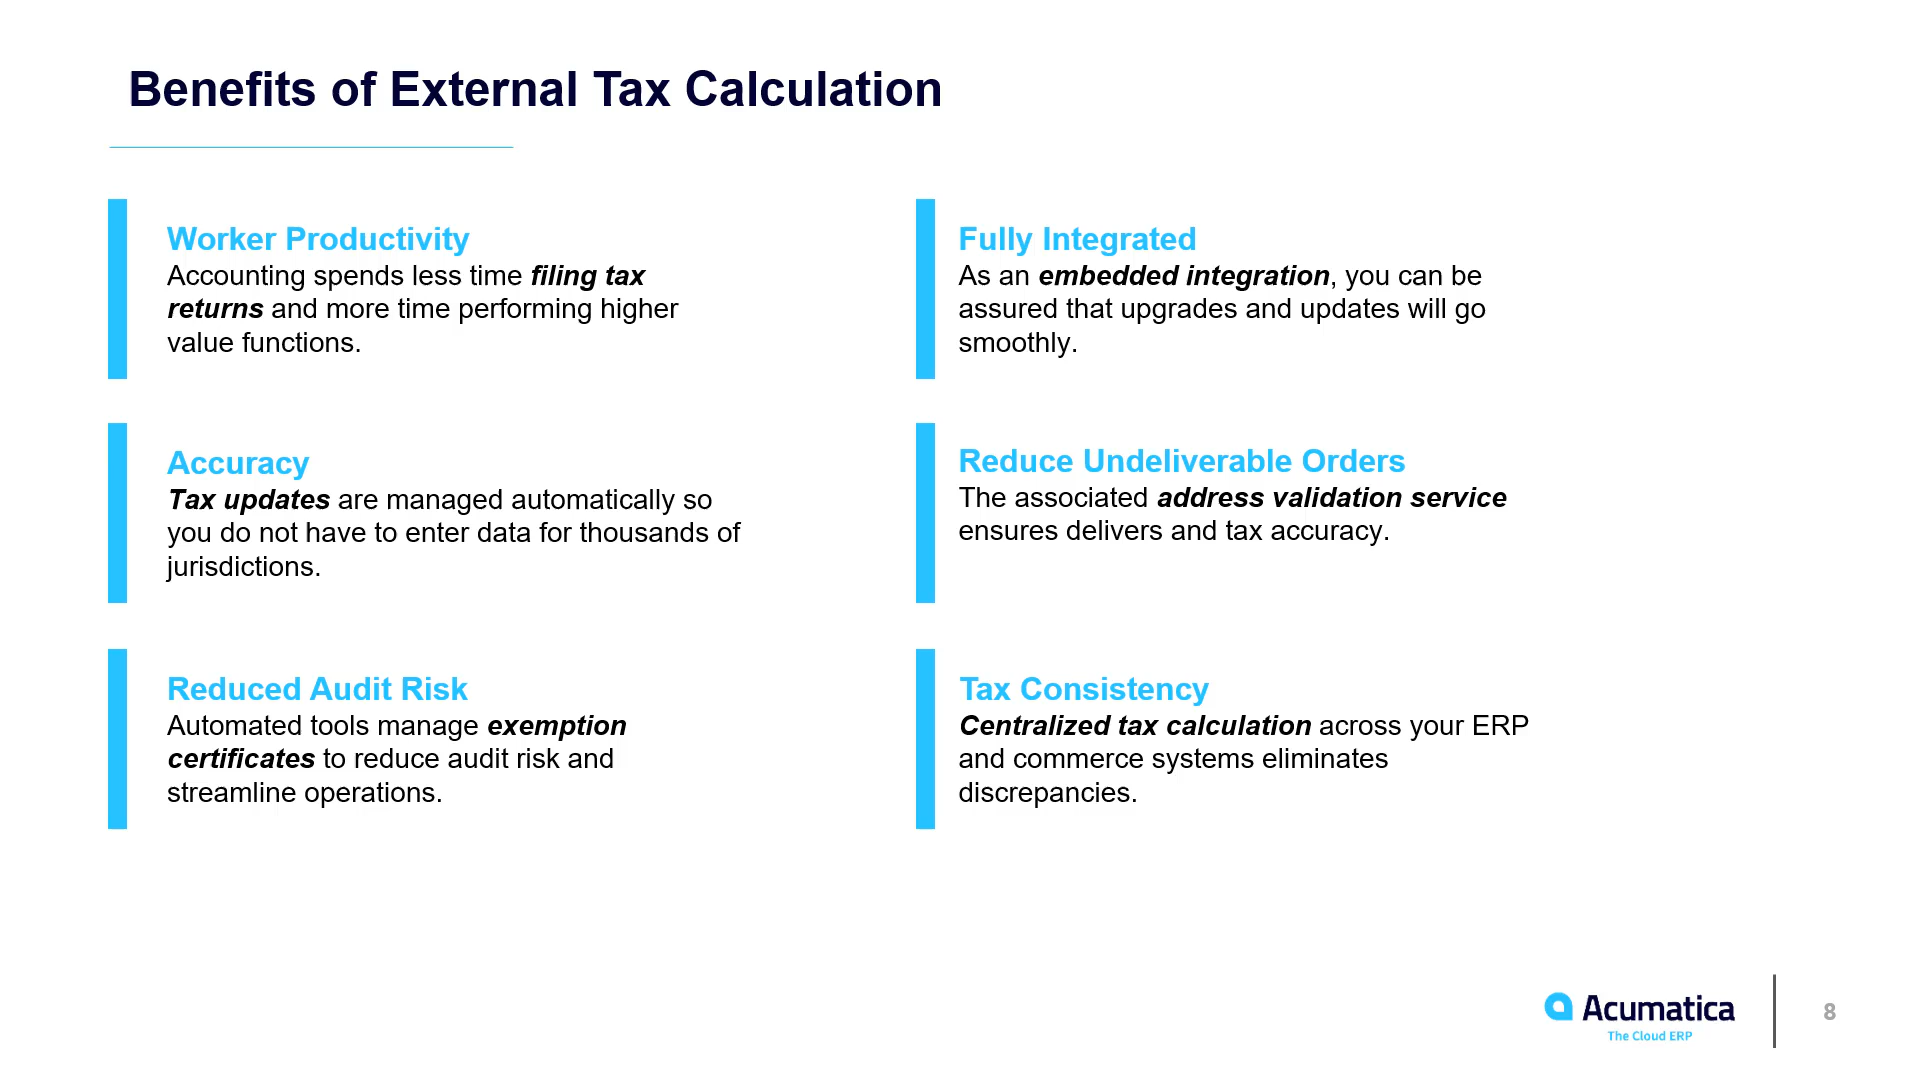 Benefits of External Tax Calculation
Worker Productivity
Accounting spends less time filing tax
returns and more time performing higher
value functions.
Accuracy
Tax updates are managed automatically so
you do not have to enter data for thousands of
jurisdictions.
Reduced Audit Risk
Automated tools manage exemption
certificates to reduce audit risk and
streamline operations.
Fully Integrated
As an embedded integration, you can be
assured that upgrades and updates will go
smoothly.
Reduce Undeliverable Orders
The associated address validation service
ensures delivers and tax accuracy.
Tax Consistency
Centralized tax calculation across your ERP
and commerce systems eliminates
discrepancies.
Acumatica
The Cloud ERP
8